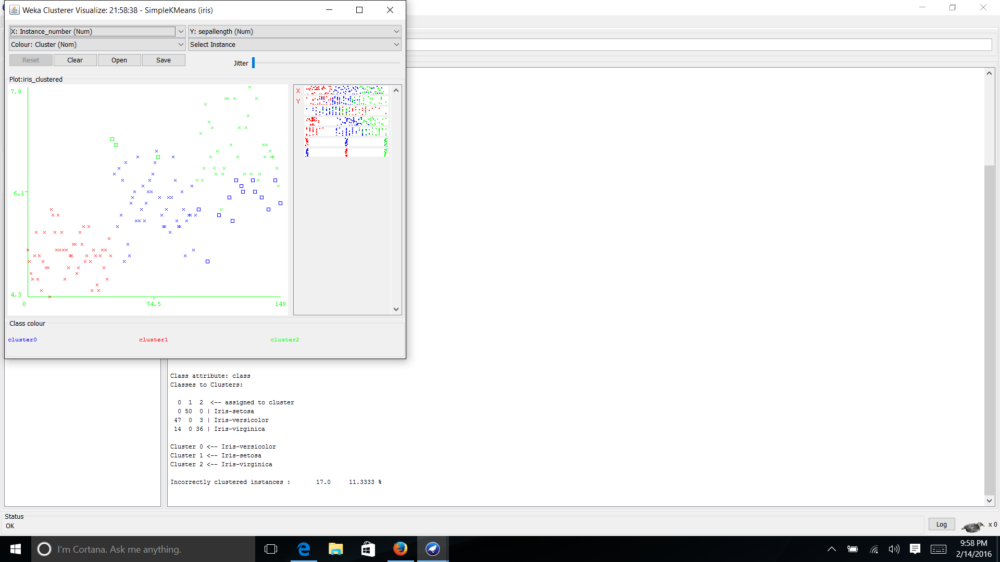 Weka Clusterer Visualize: 21:58:38 - SimpleKMeans (iris)
X: Instance_number (Num)
Y: sepallength (Num)
Colour: Cluster (Nom)
Select Instance
Reset
Clear
Open
Save
Jitter
Plot:iris_clustered
7.9
6.1
4.3
0
74.5
149
X
Y
Class colour
cluster0
cluster1
cluster2
Class attribute: class
Classes to Clusters:
0 1 2 <-- assigned to cluster
0 50 0 | Iris-setosa
47 0 3 | Iris-versicolor
14 0 36 | Iris-virginica
Cluster 0 <-- Iris-versicolor
Cluster 1 <-- Iris-setosa
Cluster 2 <-- Iris-virginica
Incorrectly clustered instances : 17.0 11.3333 %
Status
OK
Log
x 0
I'm Cortana. Ask me anything.
9:58 PM
2/14/2016